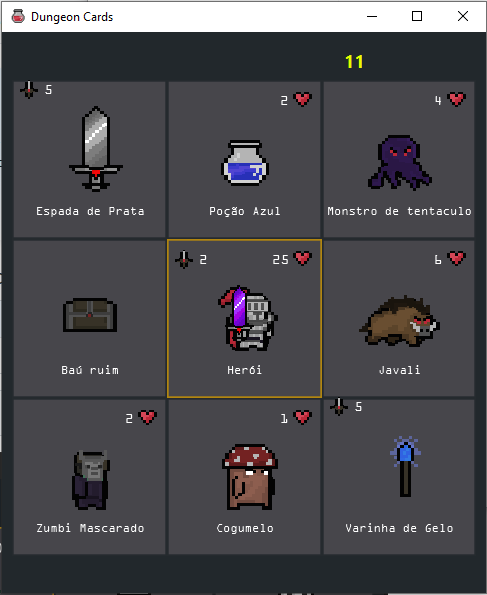 Dungeon Cards
11
5
2
4
Espada de Prata
Poção Azul
Monstro de tentaculo
2 25
6
Baú ruim
Herói
Javali
2
1
5
Zumbi Mascarado
Cogumelo
Varinha de Gelo